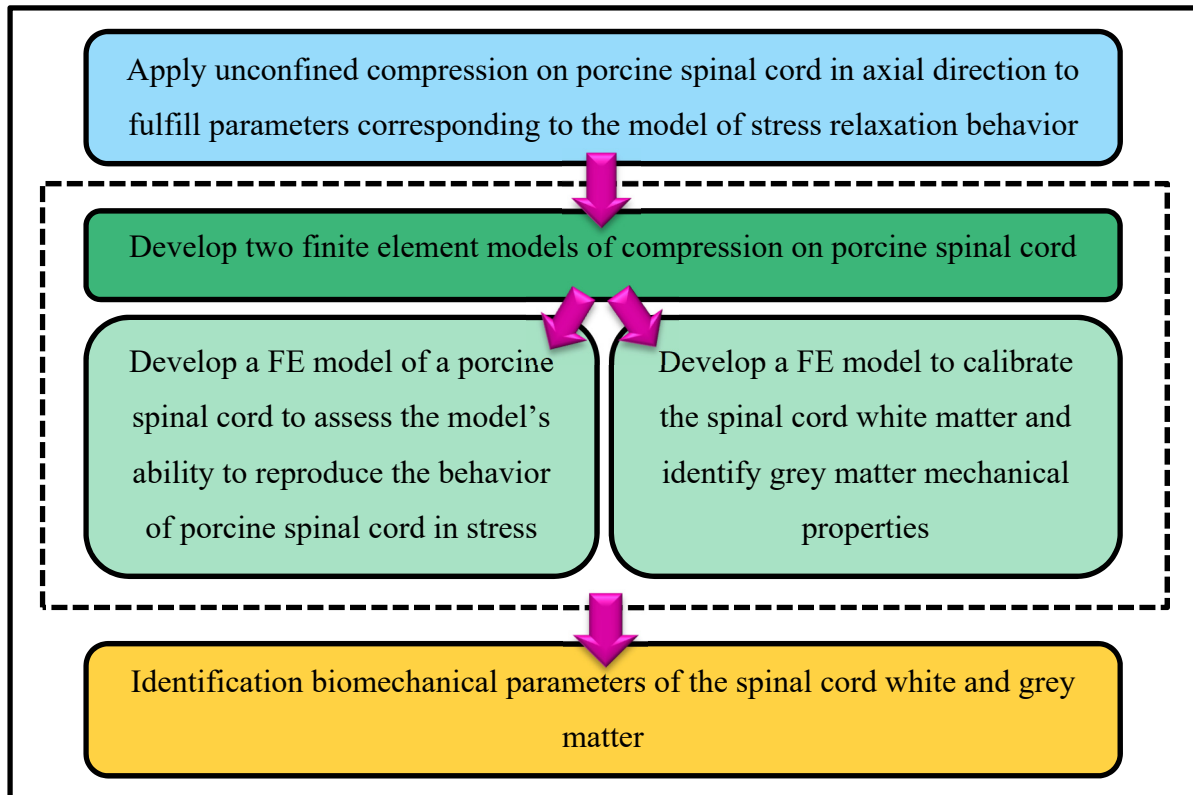 Apply unconfined compression on porcine spinal cord in axial direction to
fulfill parameters corresponding to the model of stress relaxation behavior
Develop two finite element models of compression on porcine spinal cord
Develop a FE model of a porcine
spinal cord to assess the model’s
ability to reproduce the behavior
of porcine spinal cord in stress
Develop a FE model to calibrate
the spinal cord white matter and
identify grey matter mechanical
properties
Identification biomechanical parameters of the spinal cord white and grey
matter